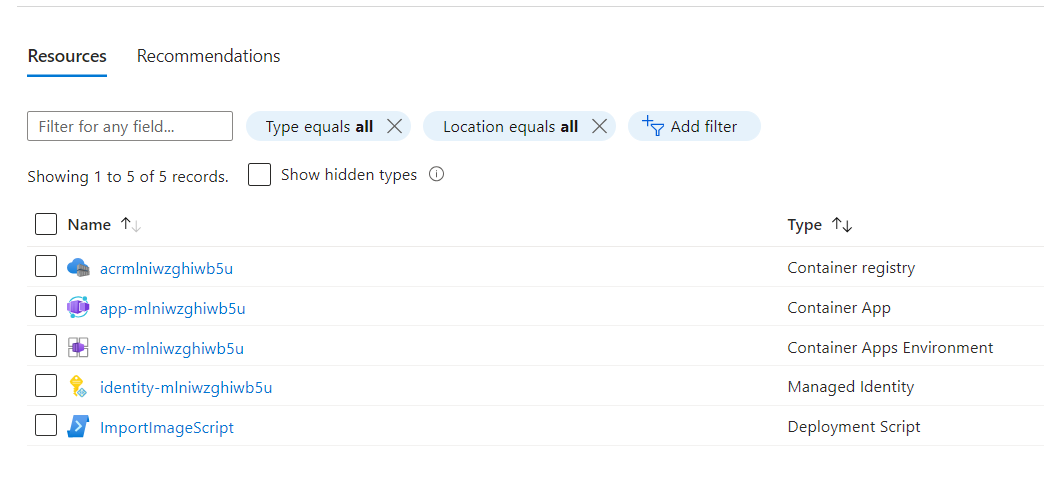 Resources Recommendations
Filter for any field... Type equals all Location equals all Add filter
Showing 1 to 5 of 5 records. Show hidden types
Name Type
acrmlniwzghiwb5u Container registry
app-mlniwzghiwb5u Container App
env-mlniwzghiwb5u Container Apps Environment
identity-mlniwzghiwb5u Managed Identity
ImportImageScript Deployment Script